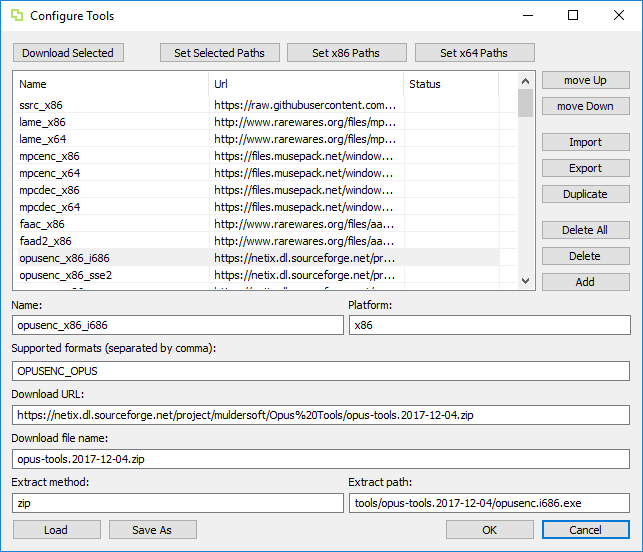 Configure Tools
Download Selected Set Selected Paths Set x86 Paths Set x64 Paths
Name Url Status
ssrc_x86 https://raw.githubusercontent.com...
lame_x86 http://www.rarewares.org/files/mp...
lame_x64 http://www.rarewares.org/files/mp...
mpcenc_x86 https://files.musepack.net/window...
mpcenc_x64 https://files.musepack.net/window...
mpcdec_x86 https://files.musepack.net/window...
mpcdec_x64 https://files.musepack.net/window...
faac_x86 http://www.rarewares.org/files/aa...
faad2_x86 http://www.rarewares.org/files/aa...
opusenc_x86_i686 https://netix.dl.sourceforge.net/pr...
opusenc_x86_sse2 https://netix.dl.sourceforge.net/pr...
move Up
move Down
Import
Export
Duplicate
Delete All
Delete
Add
Name: Platform:
opusenc_x86_i686 x86
Supported formats (separated by comma):
OPUSENC_OPUS
Download URL:
https://netix.dl.sourceforge.net/project/muldersoft/Opus%20Tools/opus-tools.2017-12-04.zip
Download file name:
opus-tools.2017-12-04.zip
Extract method: Extract path:
zip tools/opus-tools.2017-12-04/opusenc.i686.exe
Load Save As OK Cancel